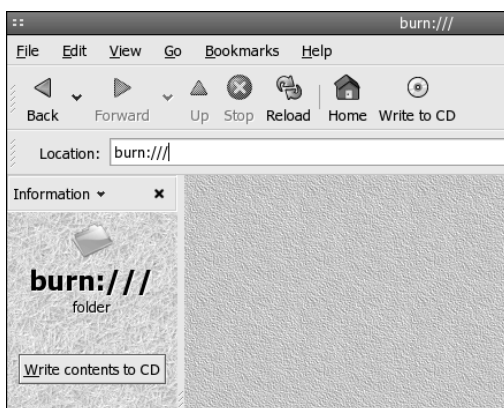 burn:///
File Edit View Go Bookmarks Help
Back Forward Up Stop Reload Home Write to CD
Location: burn:///
Information
burn:///
folder
Write contents to CD